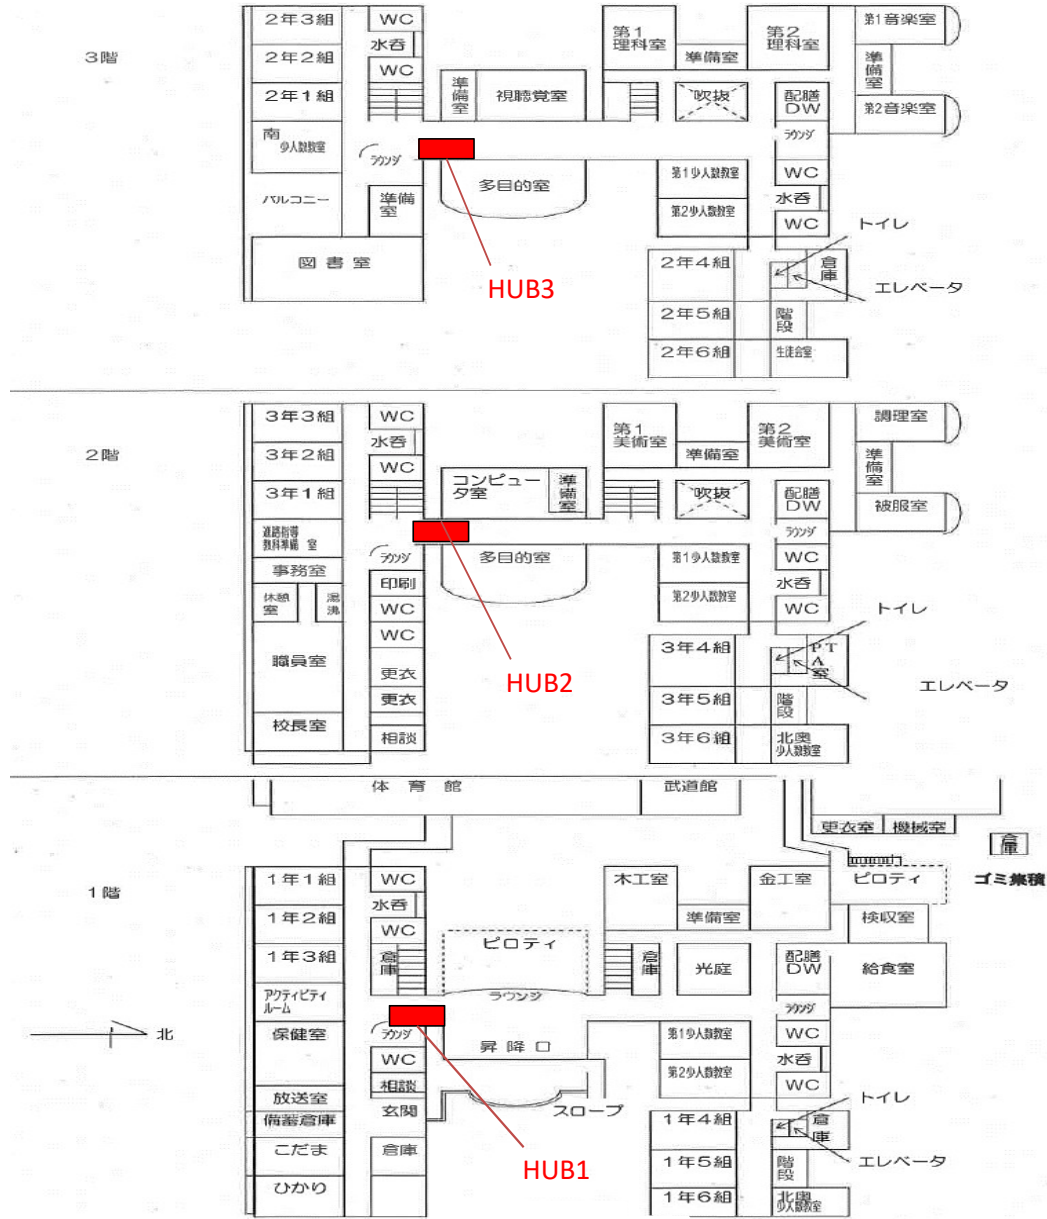 3階
2年3組
WC
水呑
2年2組
WC
2年1組
準備室
視聴覚室
南
少人数教室
ラウンジ
バルコニー
準備室
図書室
多目的室
HUB3
第1
理科室
準備室
第2
理科室
吹抜
配膳
DW
ラウンジ
第1少人数教室
第2少人数教室
WC
水呑
WC
第1音楽室
準備室
第2音楽室
トイレ
エレベータ
2年4組
倉庫
2年5組
階段
2年6組
生徒会室
2階
3年3組
WC
水呑
3年2組
WC
3年1組
進路指導
教科準備 室
事務室
休憩室
湯沸
職員室
校長室
ラウンジ
印刷
WC
WC
更衣
更衣
相談
コンピュー
タ室
準備室
多目的室
HUB2
第1
美術室
準備室
第2
美術室
吹抜
配膳
DW
ラウンジ
第1少人数教室
第2少人数教室
WC
水呑
WC
調理室
準備室
被服室
トイレ
エレベータ
3年4組
PT
A
室
3年5組
階段
3年6組
北奥
少人数教室
体育館
武道館
更衣室
機械室
倉庫
ゴミ集積
1階
1年1組
WC
水呑
1年2組
WC
1年3組
倉庫
アクティビティ
ルーム
保健室
放送室
備蓄倉庫
こだま
ひかり
ラウンジ
WC
相談
玄関
倉庫
ピロティ
ラウンジ
昇降口
スロープ
HUB1
北
木工室
準備室
金工室
倉庫
光庭
配膳
DW
ラウンジ
第1少人数教室
第2少人数教室
WC
水呑
WC
ピロティ
検収室
給食室
トイレ
エレベータ
1年4組
倉庫
1年5組
階段
1年6組
北奥
少人数教室